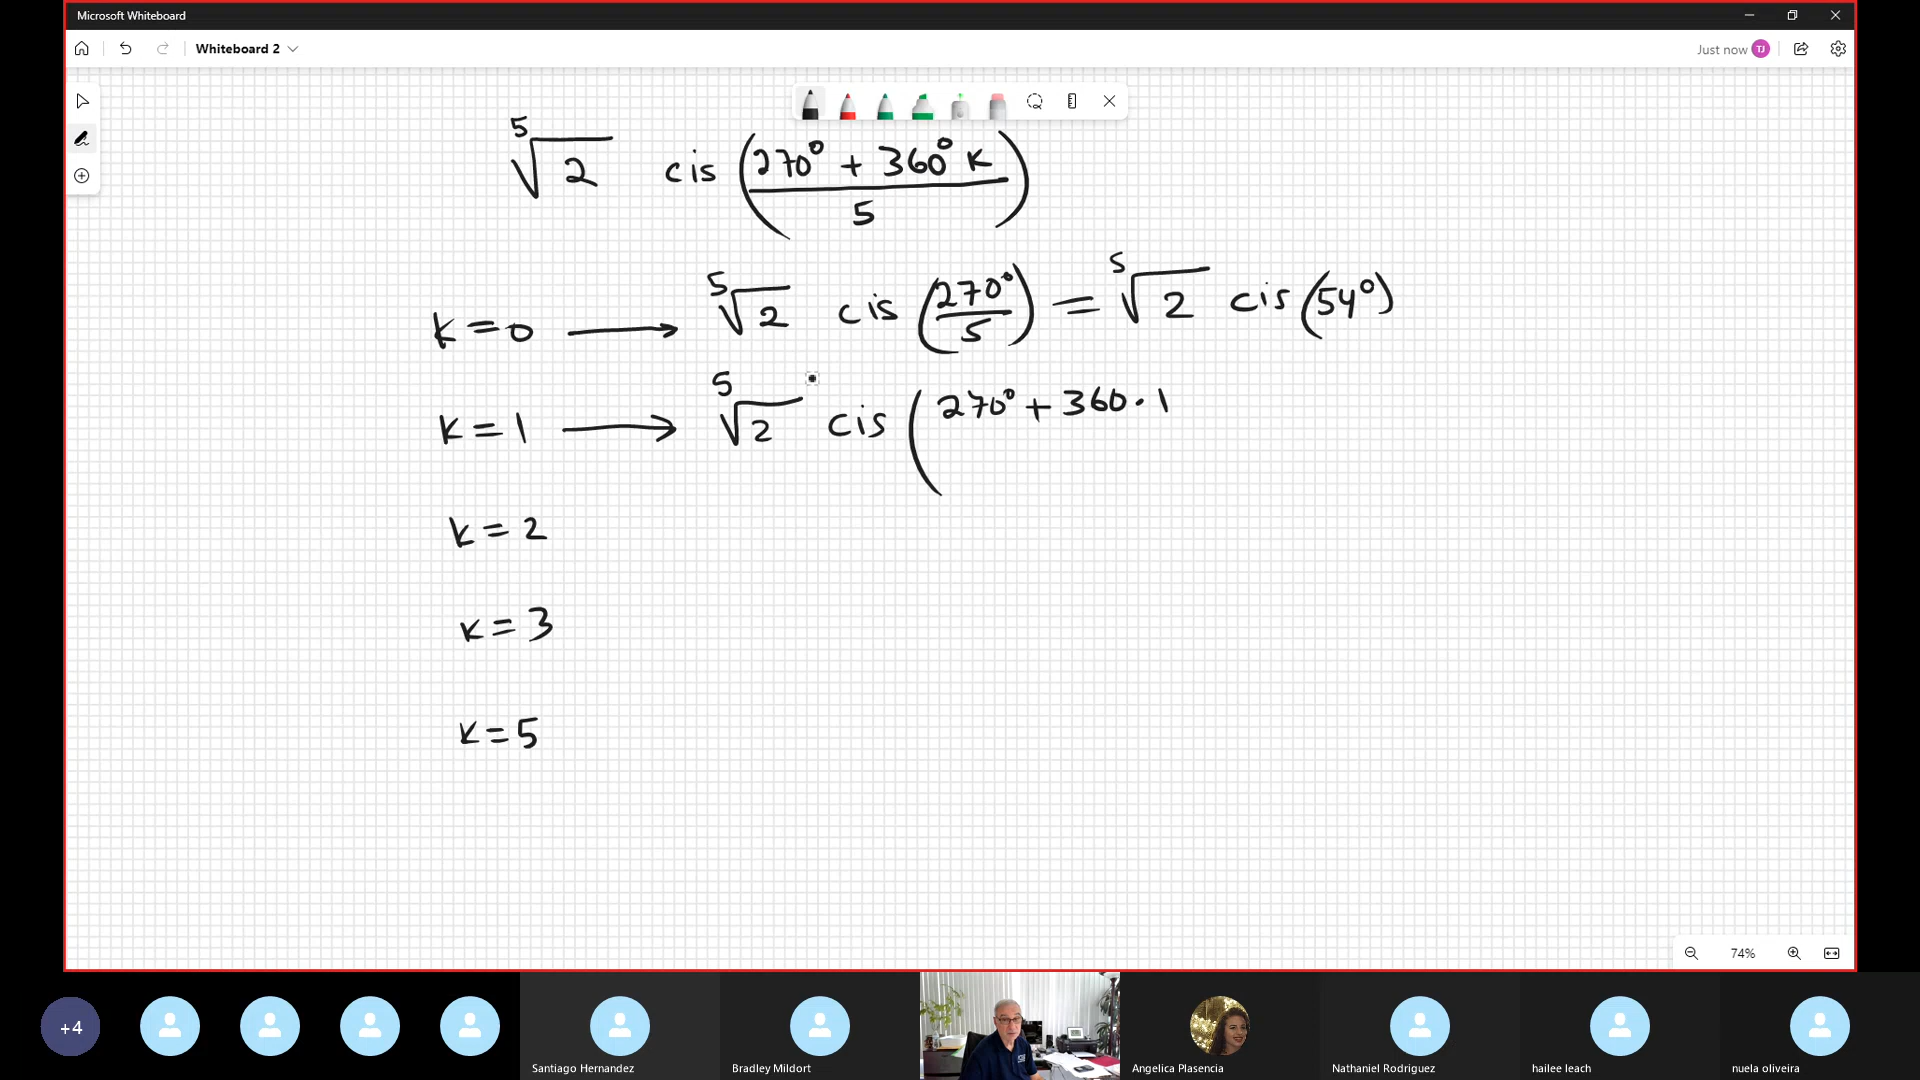 Microsoft Whiteboard
Whiteboard 2
Just now TJ
5√2 cis (270° + 360° k / 5)
k = 0 → 5√2 cis (270° / 5) = 5√2 cis (54°)
k = 1 → 5√2 cis ( 270° + 360 · 1
k = 2
k = 3
k = 5
74%
+4
Santiago Hernandez
Bradley Mildort
Angelica Plasencia
Nathaniel Rodriguez
hailee leach
nuela oliveira